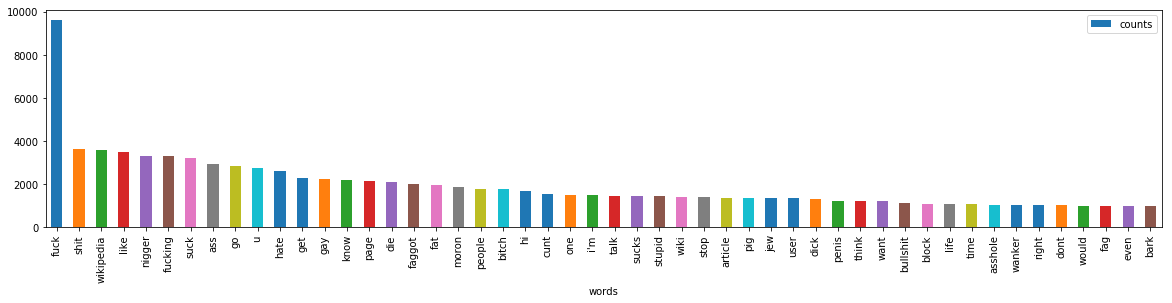 10000
8000
6000
4000
2000
0
counts
fuck shit wikipedia like nigger fucking suck ass go u hate get gay know page die faggot fat moron people bitch hi cunt one i'm talk sucks stupid wiki stop article pig jew user dick penis think want bullshit block life time asshole wanker right dont would fag even bark
words